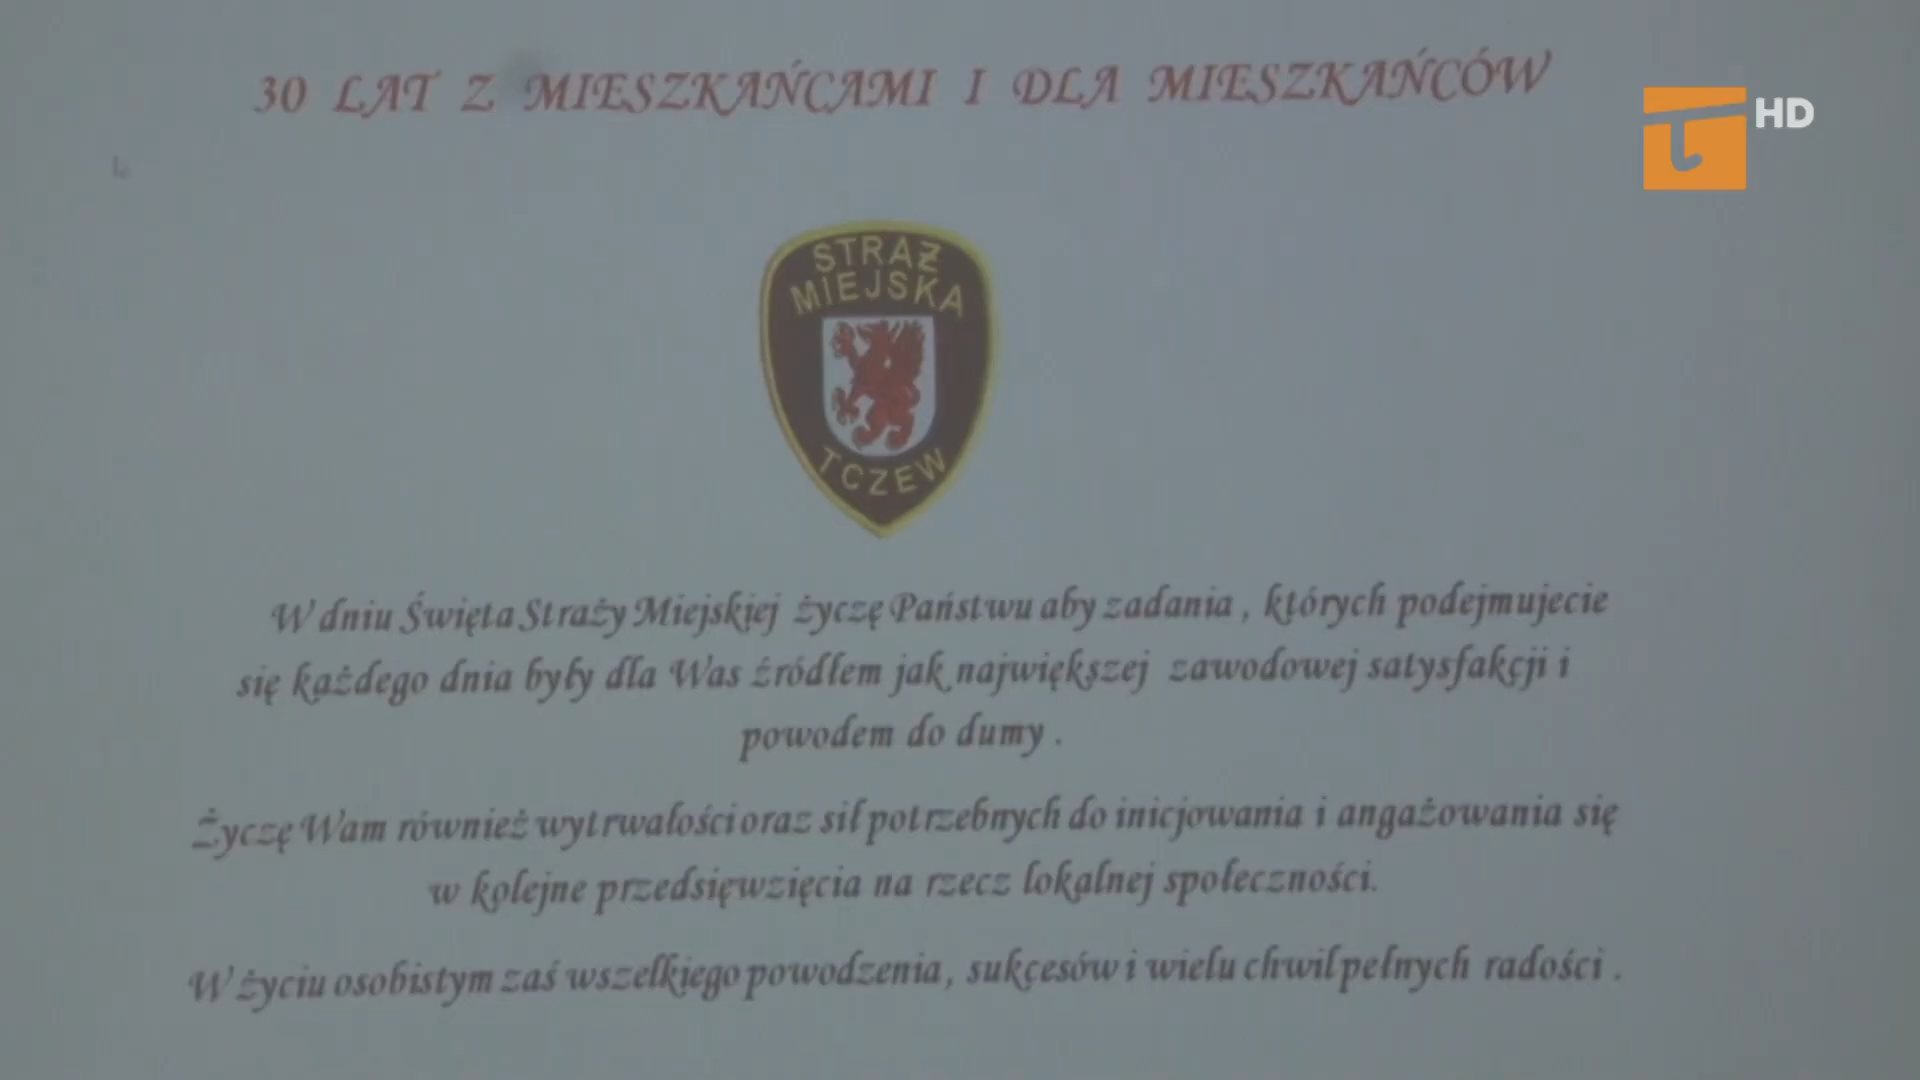 30 LAT Z MIESZKAŃCAMI I DLA MIESZKAŃCÓW
HD
STRAŻ
MIEJSKA
TCZEW
W dniu Święta Straży Miejskiej życzę Państwu aby zadania , których podejmujecie
się każdego dnia były dla Was źródłem jak największej zawodowej satysfakcji i
powodem do dumy .
Życzę Wam również wytrwałości oraz sił potrzebnych do inicjowania i angażowania się
w kolejne przedsięwzięcia na rzecz lokalnej społeczności.
W życiu osobistym zaś wszelkiego powodzenia, sukcesów i wielu chwil pełnych radości .